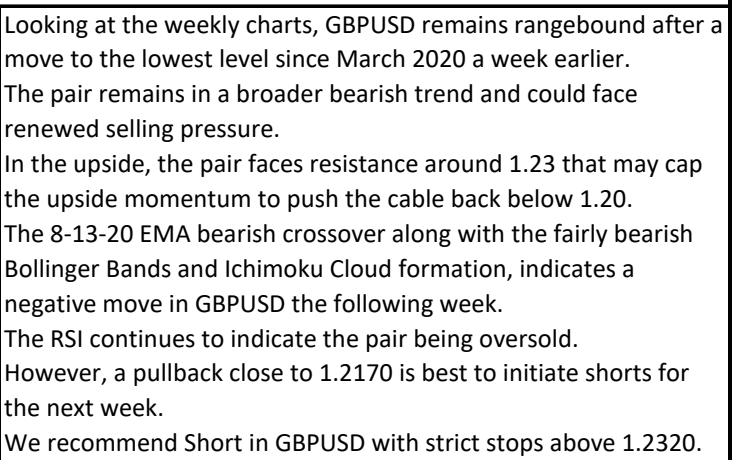 Looking at the weekly charts, GBPUSD remains rangebound after a
move to the lowest level since March 2020 a week earlier.
The pair remains in a broader bearish trend and could face
renewed selling pressure.
In the upside, the pair faces resistance around 1.23 that may cap
the upside momentum to push the cable back below 1.20.
The 8-13-20 EMA bearish crossover along with the fairly bearish
Bollinger Bands and Ichimoku Cloud formation, indicates a
negative move in GBPUSD the following week.
The RSI continues to indicate the pair being oversold.
However, a pullback close to 1.2170 is best to initiate shorts for
the next week.
We recommend Short in GBPUSD with strict stops above 1.2320.